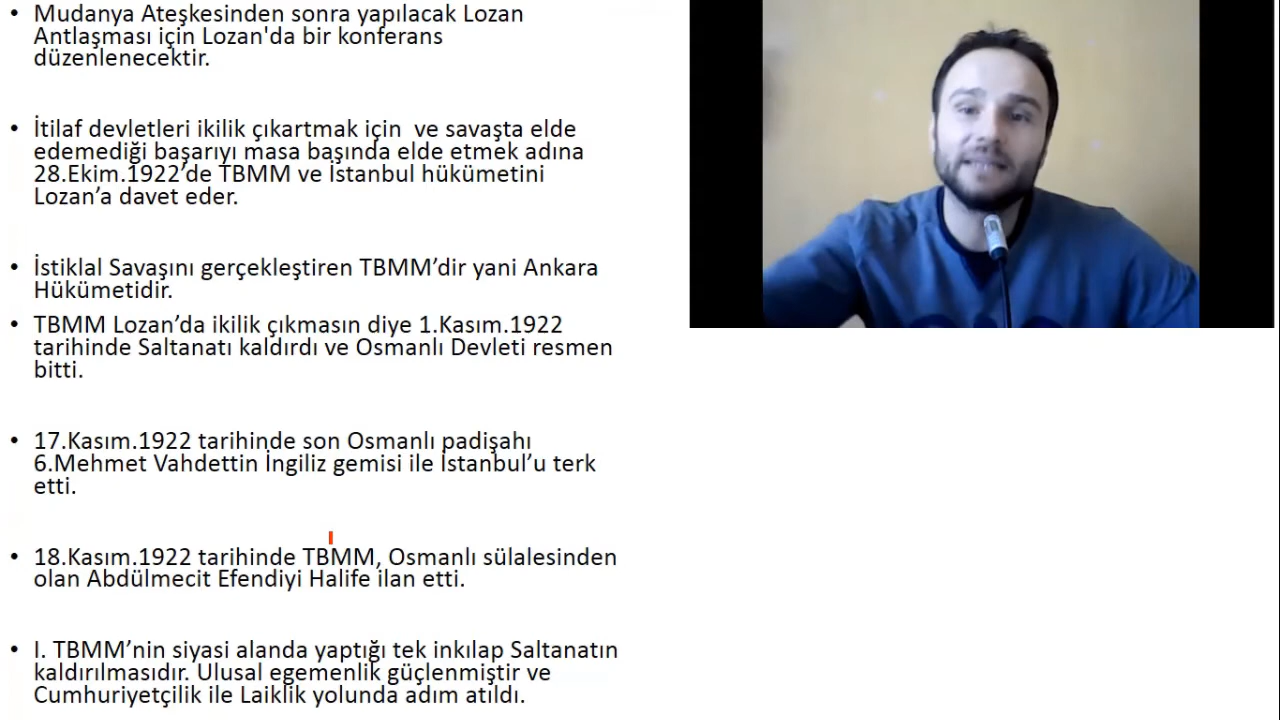 • Mudanya Ateşkesinden sonra yapılacak Lozan
Antlaşması için Lozan'da bir konferans
düzenlenecektir.
• İtilaf devletleri ikilik çıkartmak için ve savaşta elde
edemediği başarıyı masa başında elde etmek adına
28.Ekim.1922’de TBMM ve İstanbul hükümetini
Lozan’a davet eder.
• İstiklal Savaşını gerçekleştiren TBMM’dir yani Ankara
Hükümetidir.
• TBMM Lozan’da ikilik çıkmasın diye 1.Kasım.1922
tarihinde Saltanatı kaldırdı ve Osmanlı Devleti resmen
bitti.
• 17.Kasım.1922 tarihinde son Osmanlı padişahı
6.Mehmet Vahdettin İngiliz gemisi ile İstanbul’u terk
etti.
• 18.Kasım.1922 tarihinde TBMM, Osmanlı sülalesinden
olan Abdülmecit Efendiyi Halife ilan etti.
• I. TBMM’nin siyasi alanda yaptığı tek inkılap Saltanatın
kaldırılmasıdır. Ulusal egemenlik güçlenmiştir ve
Cumhuriyetçilik ile Laiklik yolunda adım atıldı.